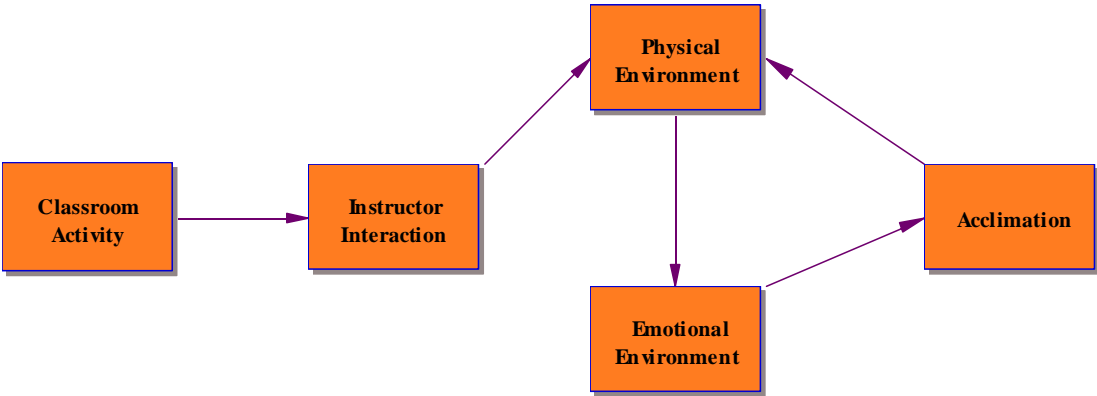 Physical
Environment
Classroom
Activity
Instructor
Interaction
Acclimation
Emotional
Environment